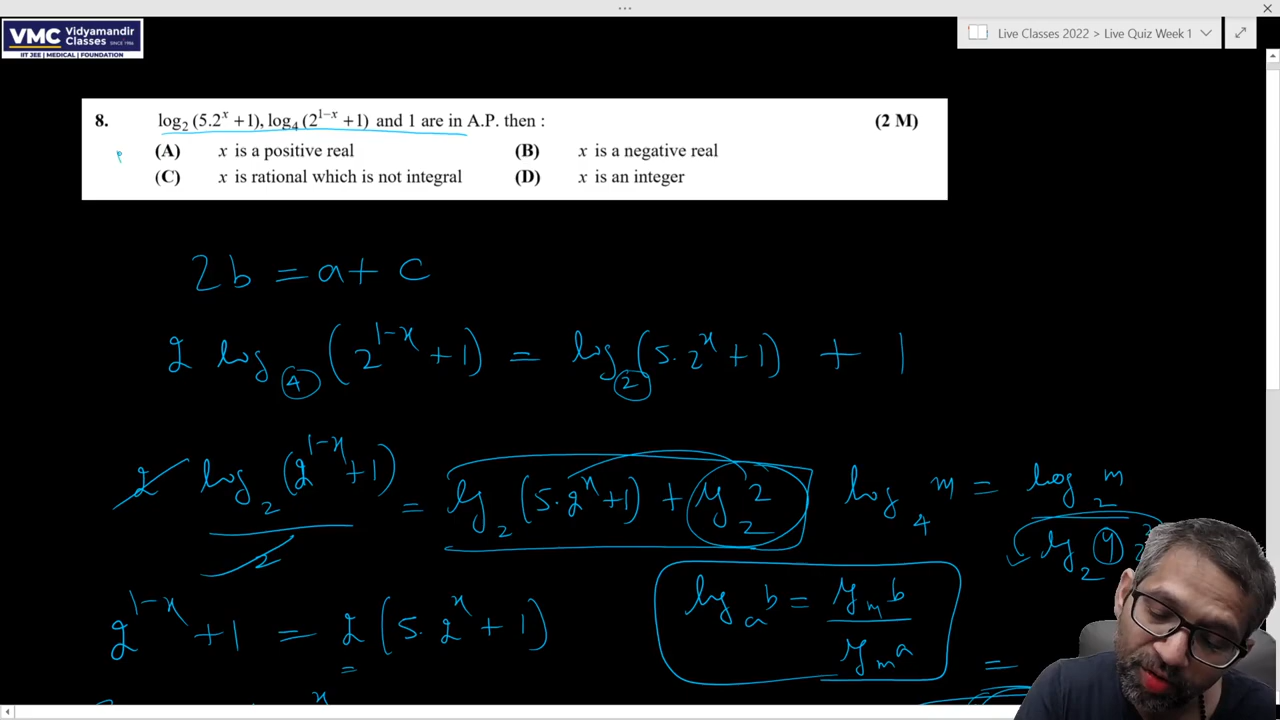 VMC Vidyamandir Classes SINCE 1986
IIT JEE | MEDICAL | FOUNDATION
Live Classes 2022 > Live Quiz Week 1
8. log₂ (5.2ˣ +1), log₄ (2¹⁻ˣ +1) and 1 are in A.P. then : (2 M)
(A) x is a positive real (B) x is a negative real
(C) x is rational which is not integral (D) x is an integer
2b = a + c
2 log₄ (2¹⁻ˣ + 1) = log₂ (5.2ˣ + 1) + 1
2 log₂ (2¹⁻ˣ + 1) / 2 = log₂ (5.2ˣ + 1) + log₂ 2
log₄ m = log₂ m / log₂ 4
2¹⁻ˣ + 1 = 2 (5.2ˣ + 1)
logₐ b = logₘ b / logₘ a
=